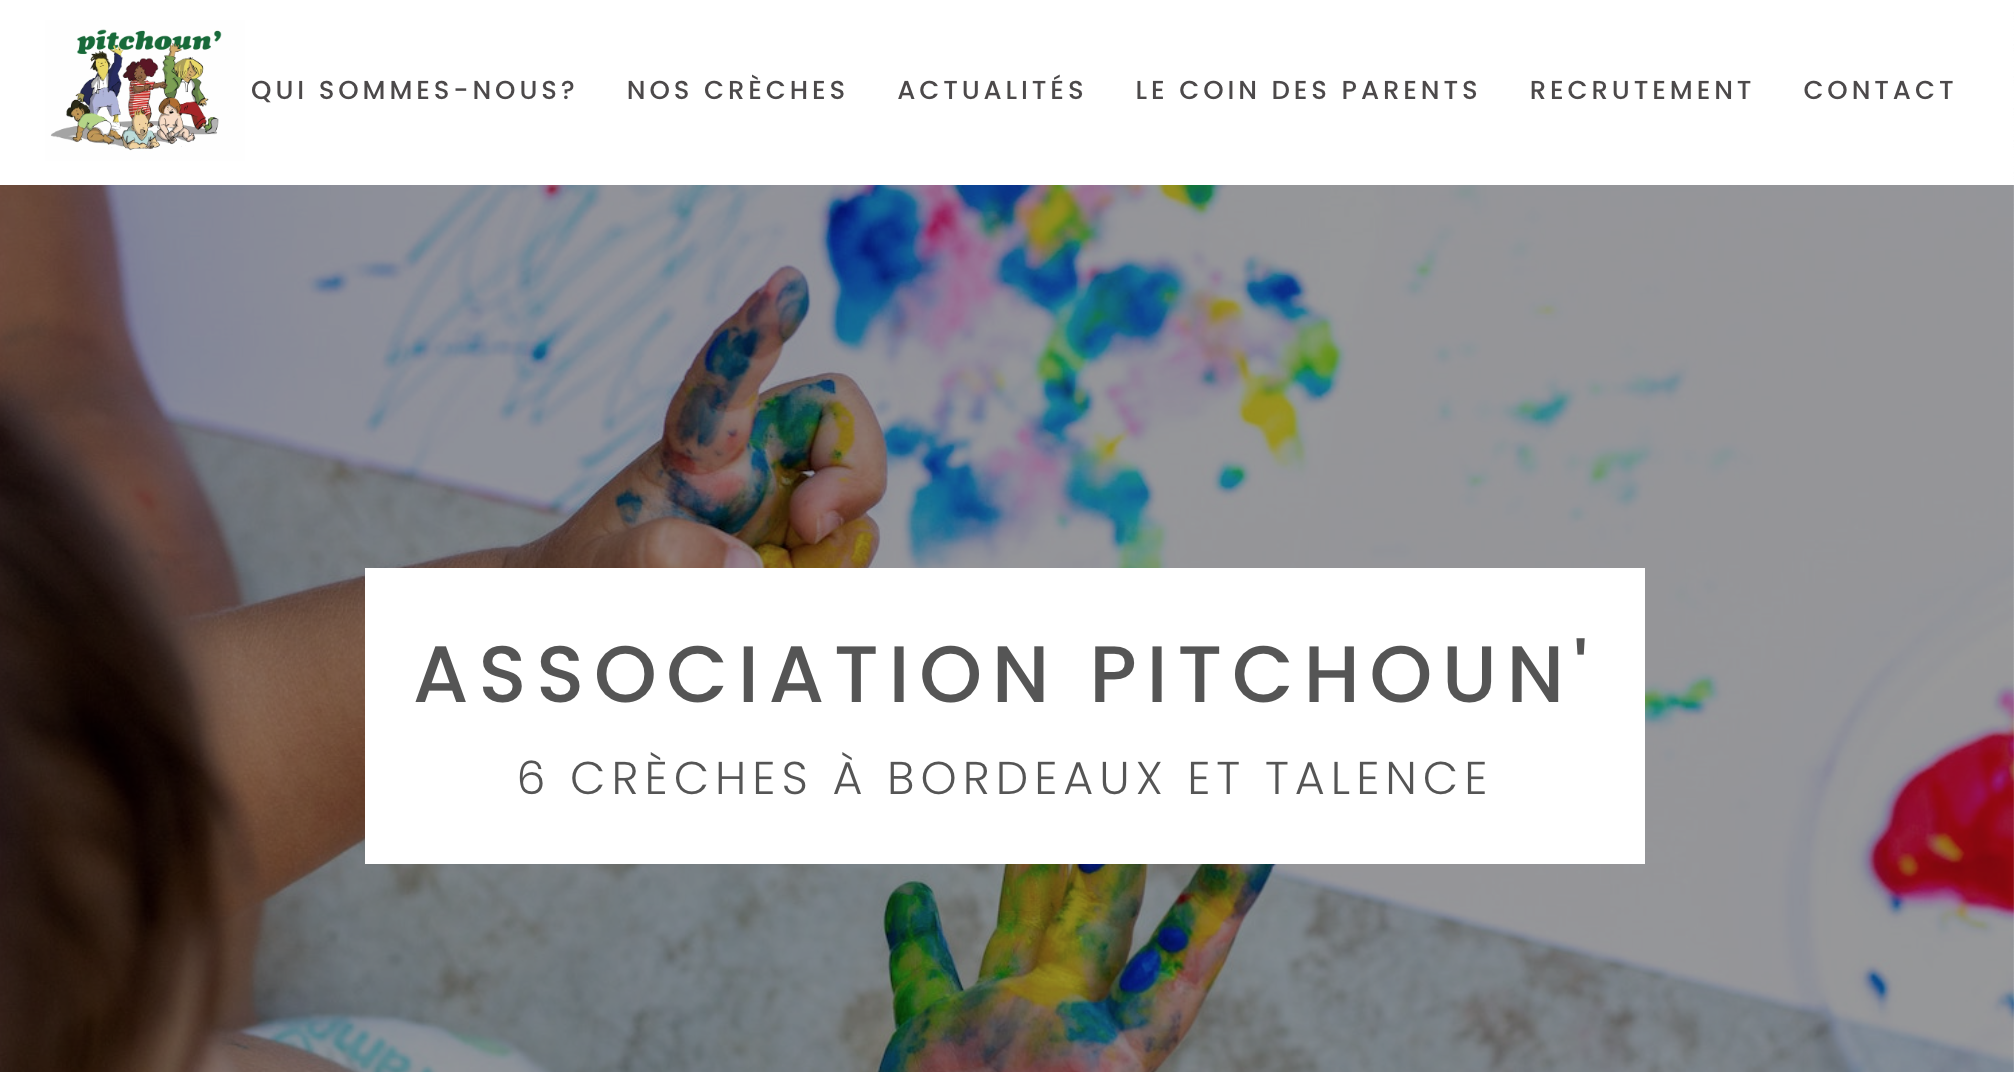 pitchoun'
QUI SOMMES-NOUS? NOS CRÈCHES ACTUALITÉS LE COIN DES PARENTS RECRUTEMENT CONTACT
ASSOCIATION PITCHOUN'
6 CRÈCHES À BORDEAUX ET TALENCE